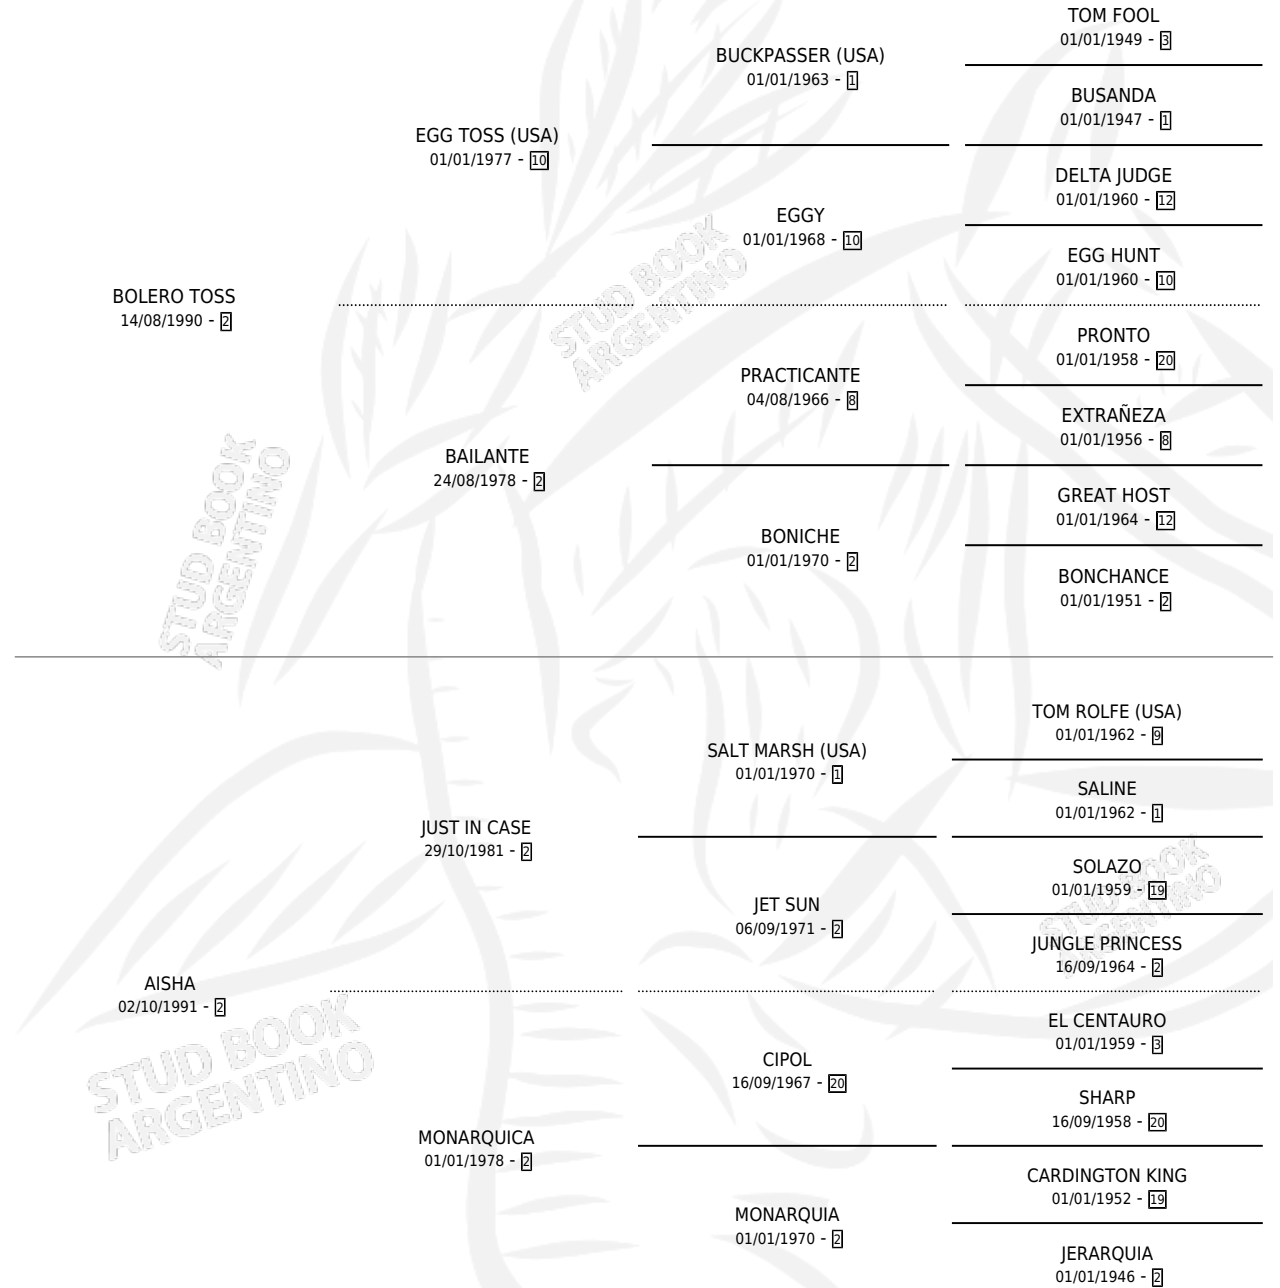 TOM FOOL
01/01/1949 - 3
BUCKPASSER (USA)
01/01/1963 - 1
BUSANDA
01/01/1947 - 1
EGG TOSS (USA)
01/01/1977 - 10
DELTA JUDGE
01/01/1960 - 12
EGGY
01/01/1968 - 10
EGG HUNT
01/01/1960 - 10
BOLERO TOSS
14/08/1990 - 2
PRONTO
01/01/1958 - 20
PRACTICANTE
04/08/1966 - 8
EXTRAÑEZA
01/01/1956 - 8
BAILANTE
24/08/1978 - 2
GREAT HOST
01/01/1964 - 12
BONICHE
01/01/1970 - 2
BONCHANCE
01/01/1951 - 2
STUD BOOK
ARGENTINO
STUD BOOK
ARGENTINO
TOM ROLFE (USA)
01/01/1962 - 9
SALT MARSH (USA)
01/01/1970 - 1
SALINE
01/01/1962 - 1
JUST IN CASE
29/10/1981 - 2
SOLAZO
01/01/1959 - 19
JET SUN
06/09/1971 - 2
JUNGLE PRINCESS
16/09/1964 - 2
AISHA
02/10/1991 - 2
EL CENTAURO
01/01/1959 - 3
CIPOL
16/09/1967 - 20
SHARP
16/09/1958 - 20
MONARQUICA
01/01/1978 - 2
CARDINGTON KING
01/01/1952 - 19
MONARQUIA
01/01/1970 - 2
JERARQUIA
01/01/1946 - 2
STUD BOOK
ARGENTINO
STUD BOOK
ARGENTINO